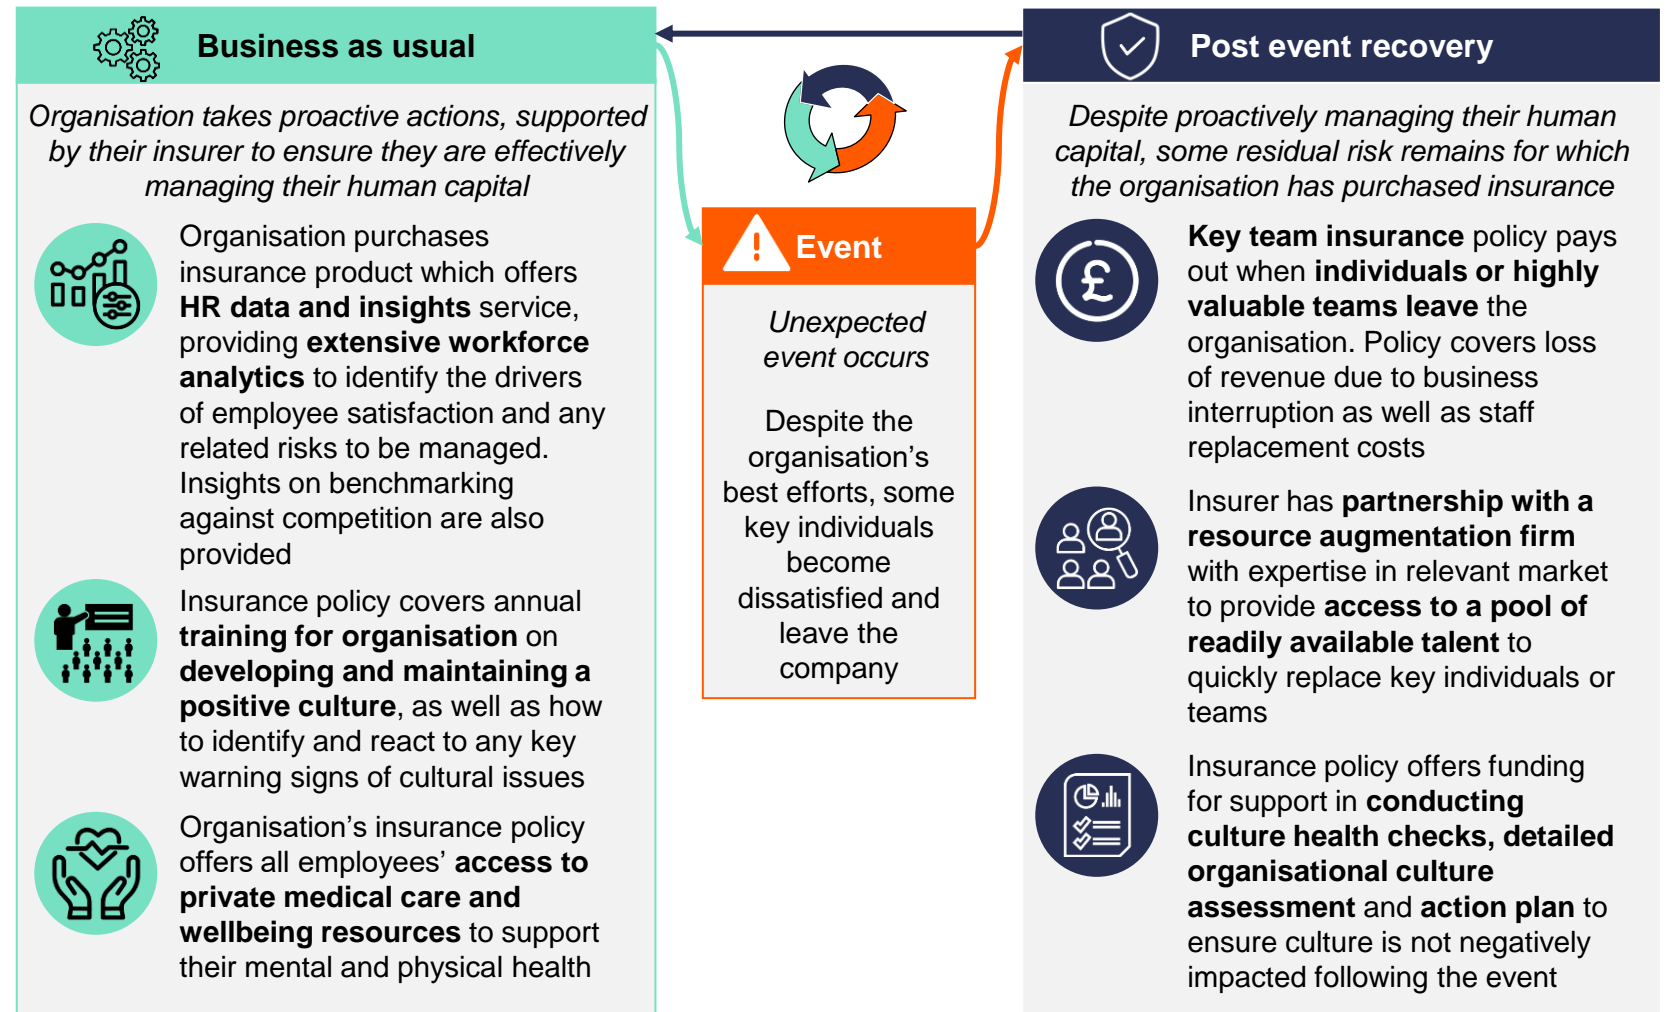 Business as usual
Organisation takes proactive actions, supported
by their insurer to ensure they are effectively
managing their human capital
Organisation purchases
insurance product which offers
HR data and insights service,
providing extensive workforce
analytics to identify the drivers
of employee satisfaction and any
related risks to be managed.
Insights on benchmarking
against competition are also
provided
Insurance policy covers annual
training for organisation on
developing and maintaining a
positive culture, as well as how
to identify and react to any key
warning signs of cultural issues
Organisation's insurance policy
offers all employees' access to
private medical care and
wellbeing resources to support
their mental and physical health
Event
Unexpected
event occurs
Despite the
organisation's
best efforts, some
key individuals
become
dissatisfied and
leave the
company
Post event recovery
Despite proactively managing their human
capital, some residual risk remains for which
the organisation has purchased insurance
£
Key team insurance policy pays
out when individuals or highly
valuable teams leave the
organisation. Policy covers loss
of revenue due to business
interruption as well as staff
replacement costs
Insurer has partnership with a
resource augmentation firm
with expertise in relevant market
to provide access to a pool of
readily available talent to
quickly replace key individuals or
teams
Insurance policy offers funding
for support in conducting
culture health checks, detailed
organisational culture
assessment and action plan to
ensure culture is not negatively
impacted following the event